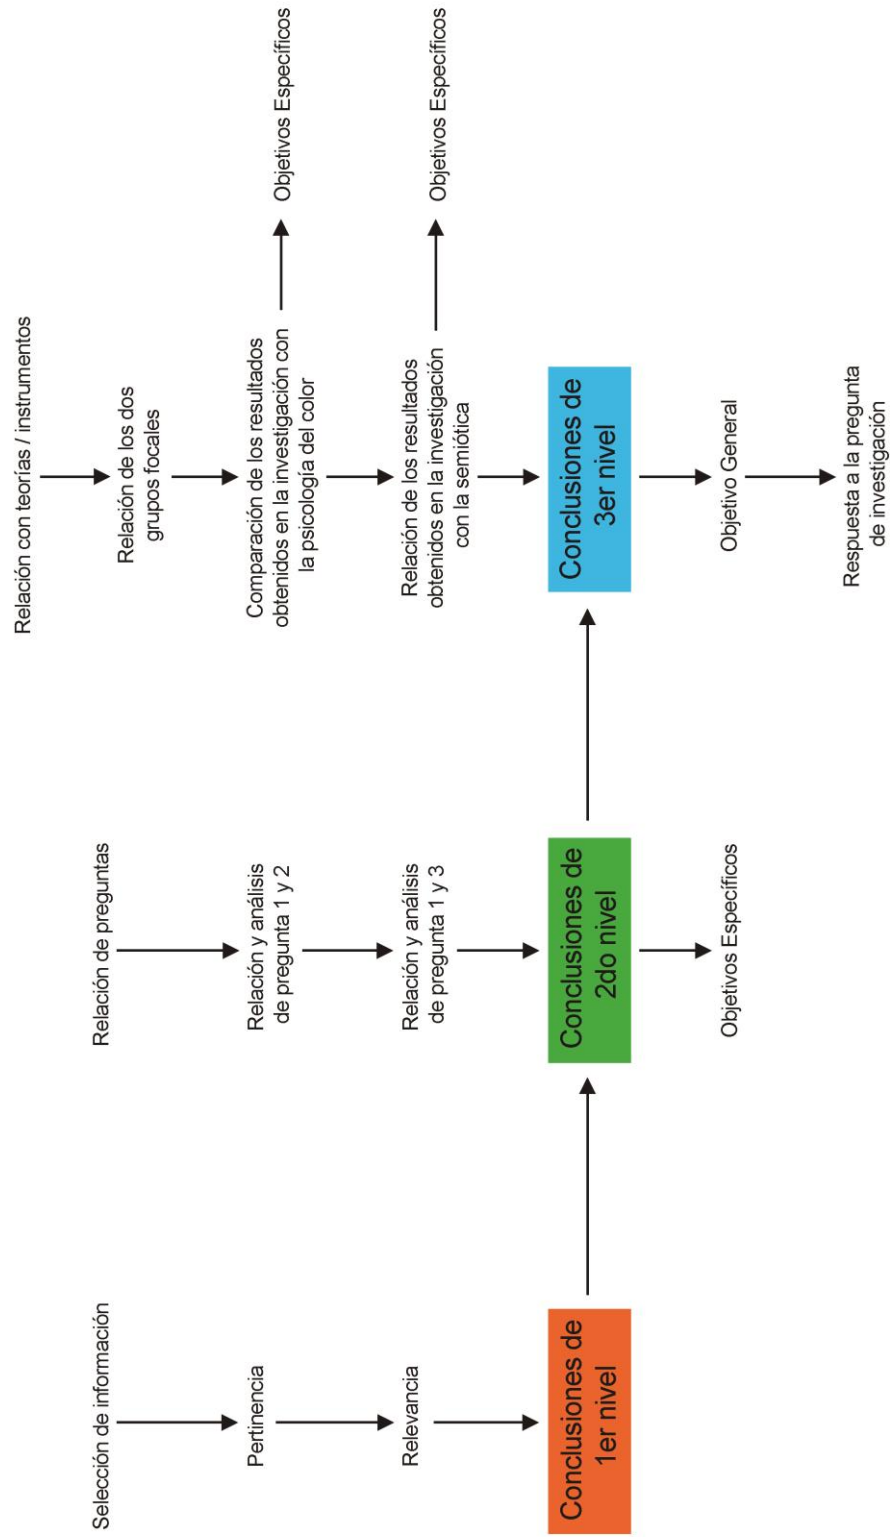 Selección de información
Pertinencia
Relevancia
Conclusiones de
1er nivel
Relación de preguntas
Relación y análisis
de pregunta 1 y 2
Relación y análisis
de pregunta 1 y 3
Conclusiones de
2do nivel
Objetivos Específicos
Relación con teorías / instrumentos
Relación de los dos
grupos focales
Comparación de los resultados
obtenidos en la investigación con
la psicología del color
Objetivos Específicos
Relación de los resultados
obtenidos en la investigación
con la semiótica
Objetivos Específicos
Conclusiones de
3er nivel
Objetivo General
Respuesta a la pregunta
de investigación